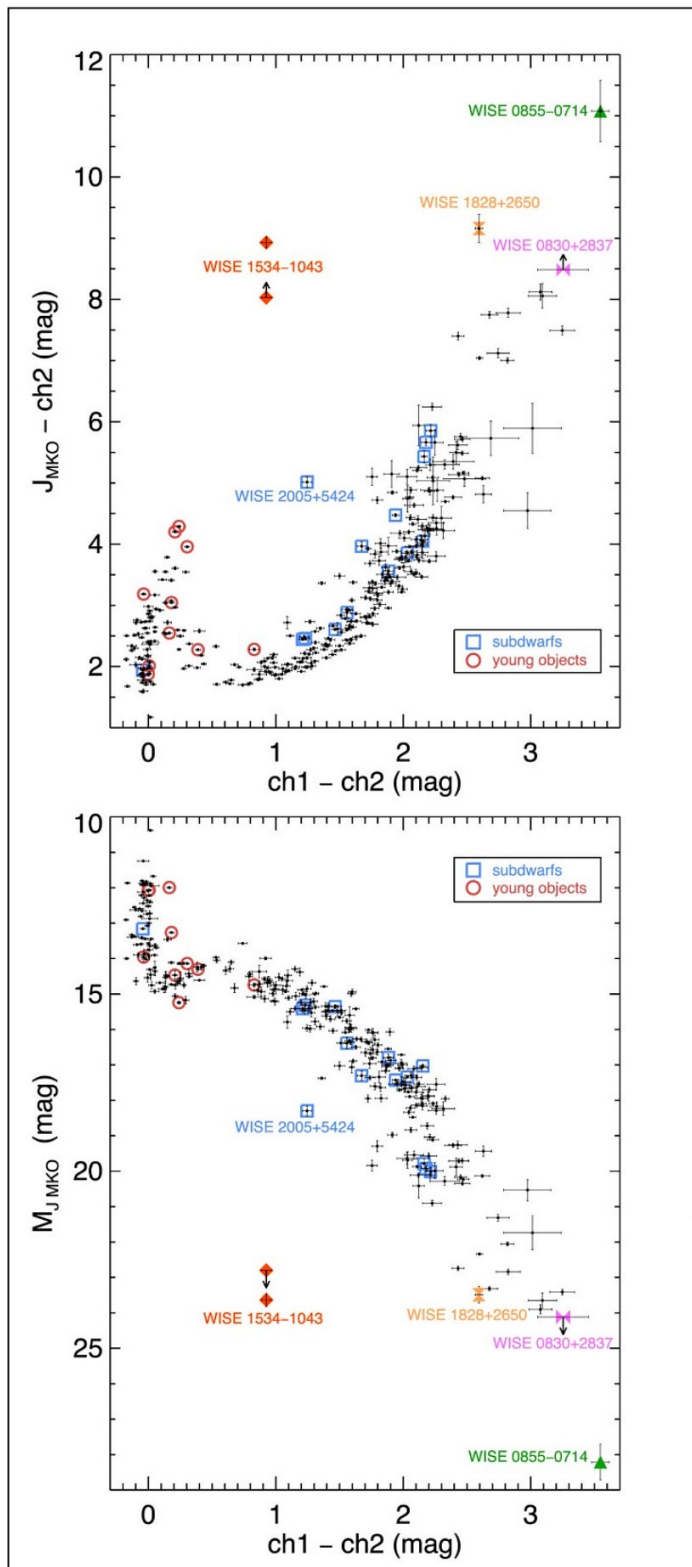 12
10
8
6
4
2
J_MKO – ch2 (mag)
WISE 0855−0714
WISE 1828+2650
WISE 0830+2837
WISE 1534−1043
WISE 2005+5424
subdwarfs
young objects
0 1 2 3
ch1 − ch2 (mag)
10
15
20
25
M_J MKO (mag)
subdwarfs
young objects
WISE 2005+5424
WISE 1534−1043
WISE 1828+2650
WISE 0830+2837
WISE 0855−0714
0 1 2 3
ch1 − ch2 (mag)